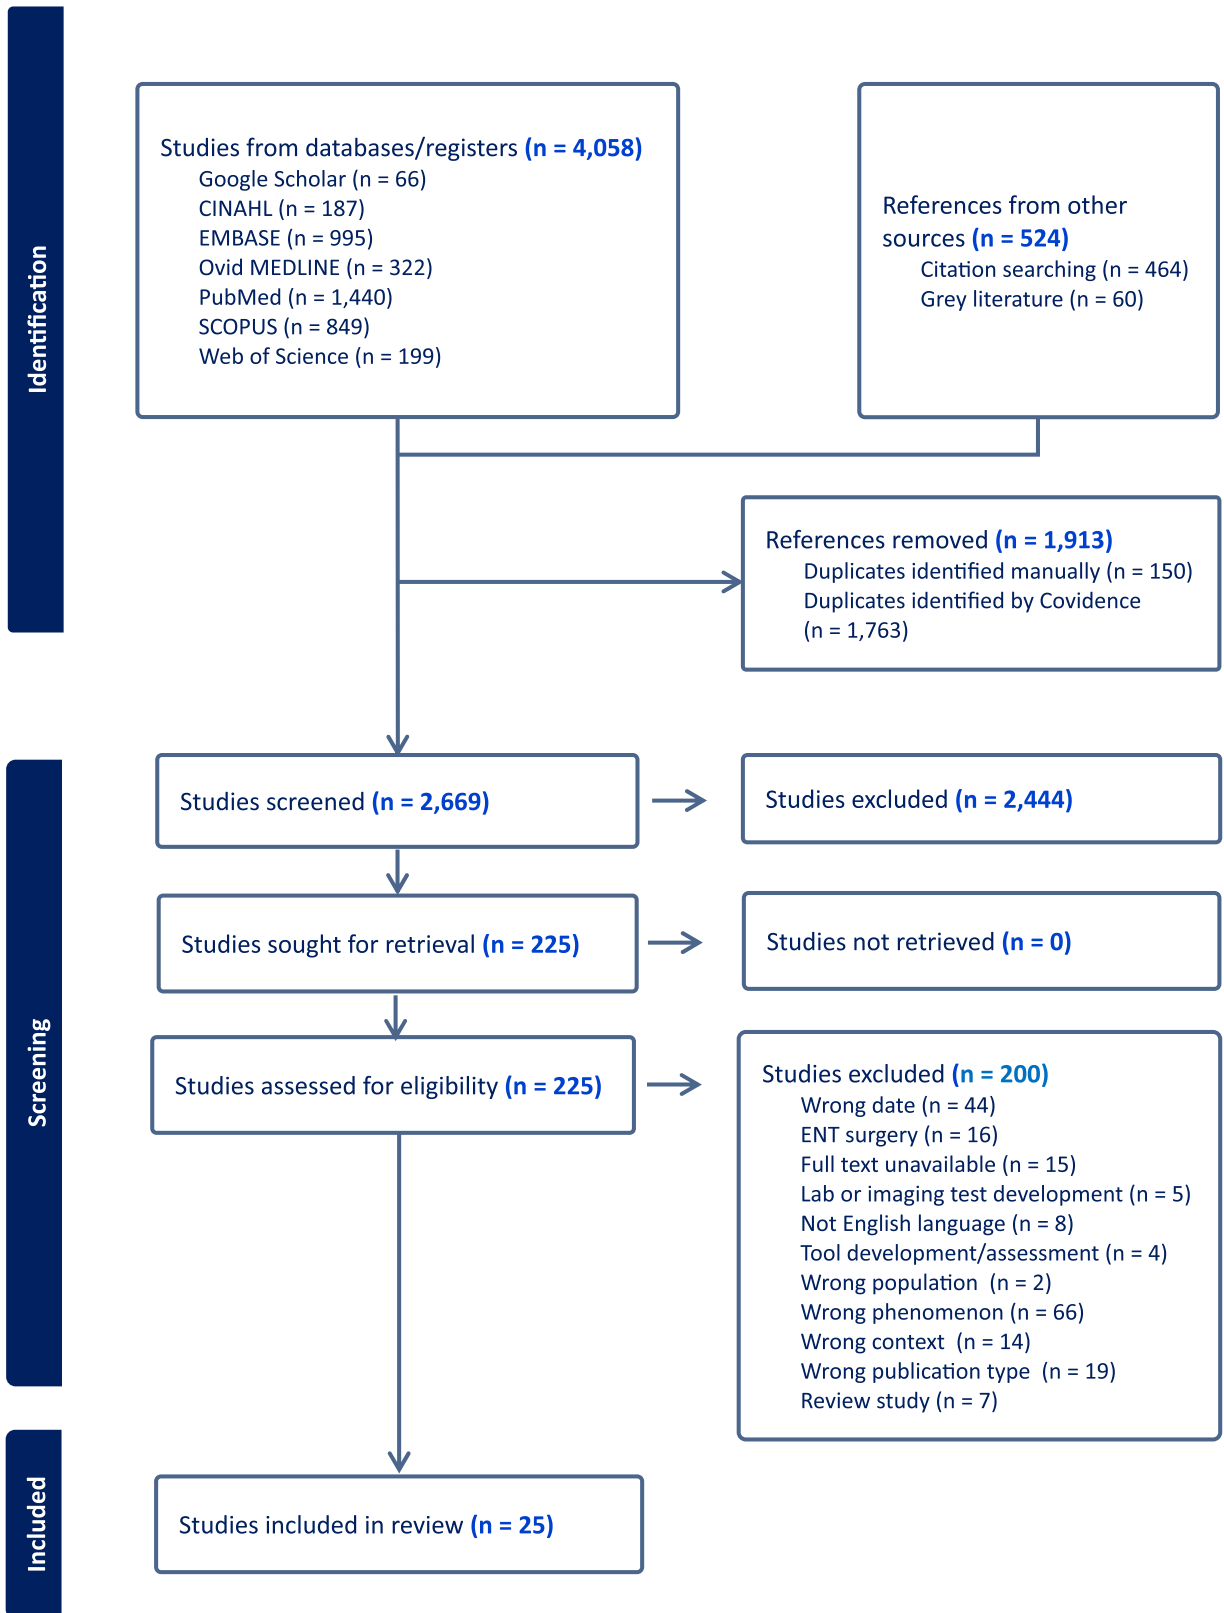 Identification
Studies from databases/registers (n = 4,058)
Google Scholar (n = 66)
CINAHL (n = 187)
EMBASE (n = 995)
Ovid MEDLINE (n = 322)
PubMed (n = 1,440)
SCOPUS (n = 849)
Web of Science (n = 199)
References from other
sources (n = 524)
Citation searching (n = 464)
Grey literature (n = 60)
References removed (n = 1,913)
Duplicates identified manually (n = 150)
Duplicates identified by Covidence
(n = 1,763)
Screening
Studies screened (n = 2,669)
Studies excluded (n = 2,444)
Studies sought for retrieval (n = 225)
Studies not retrieved (n = 0)
Studies assessed for eligibility (n = 225)
Studies excluded (n = 200)
Wrong date (n = 44)
ENT surgery (n = 16)
Full text unavailable (n = 15)
Lab or imaging test development (n = 5)
Not English language (n = 8)
Tool development/assessment (n = 4)
Wrong population (n = 2)
Wrong phenomenon (n = 66)
Wrong context (n = 14)
Wrong publication type (n = 19)
Review study (n = 7)
Included
Studies included in review (n = 25)